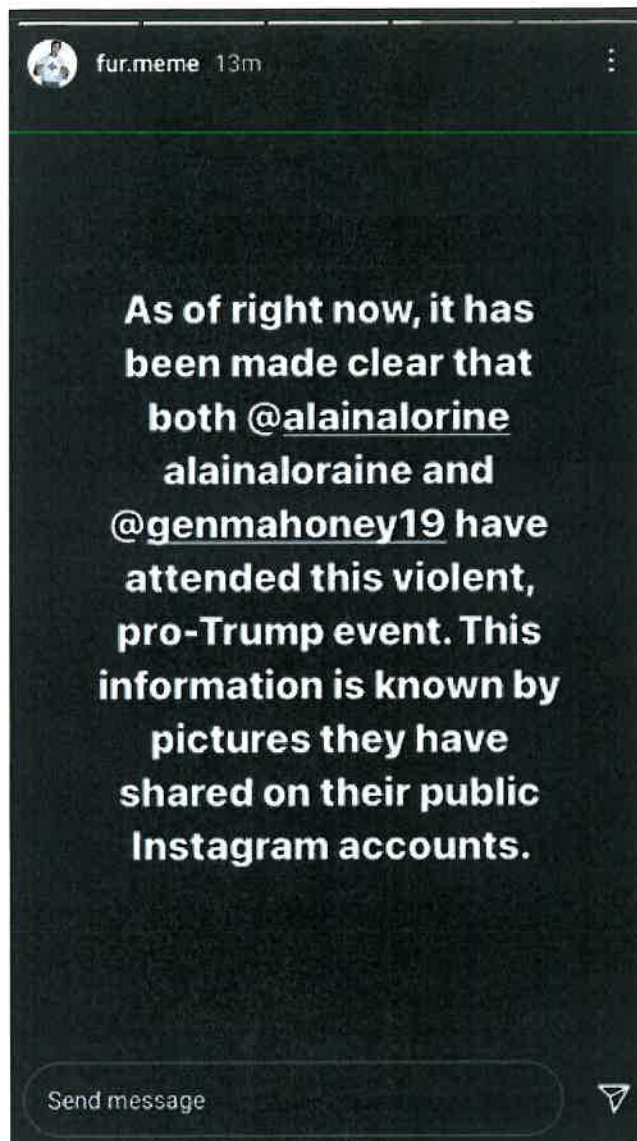 fur.meme 13m
As of right now, it has
been made clear that
both @alainalorine
alainaloraine and
@genmahoney19 have
attended this violent,
pro-Trump event. This
information is known by
pictures they have
shared on their public
Instagram accounts.
Send message